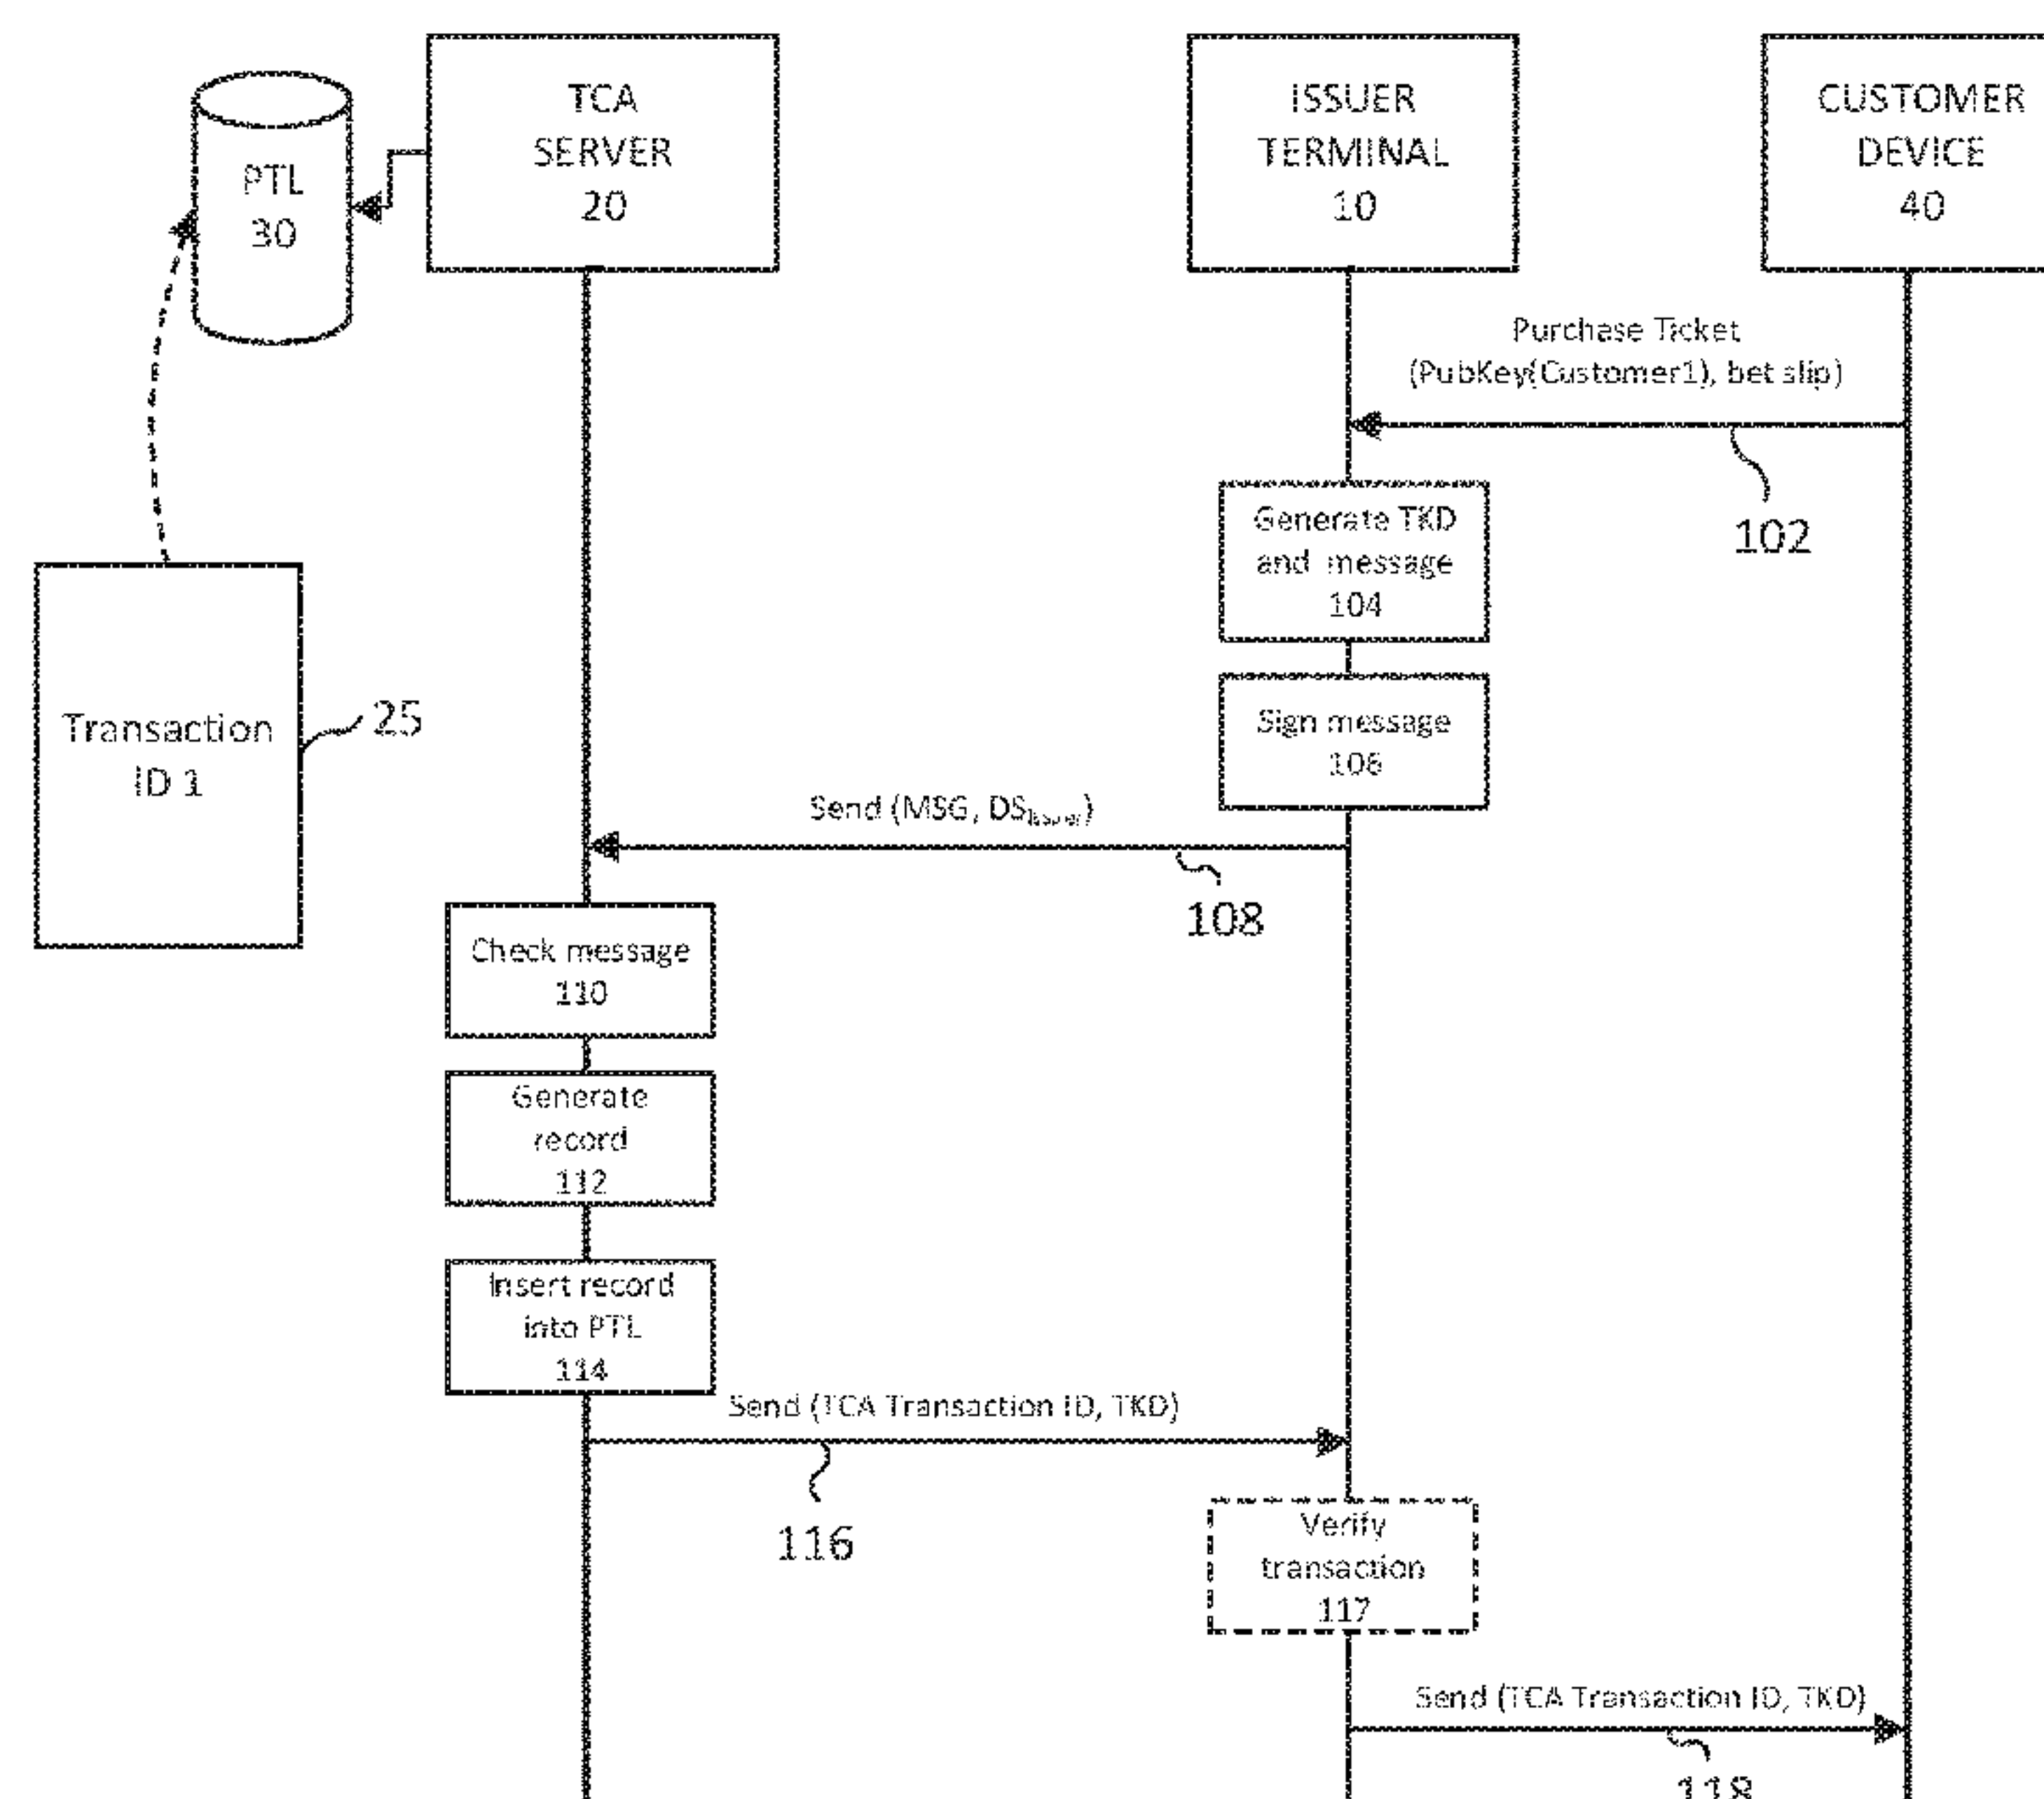 PTL
30
TCA
SERVER
20
ISSUER
TERMINAL
10
CUSTOMER
DEVICE
40
Purchase Ticket
(PubKey(Customer1), bet slip)
102
Generate TKD
and message
104
Sign message
106
Transaction
ID 1
25
Send (MSG, DSIssuer)
108
Check message
110
Generate
record
112
Insert record
into PTL
114
Send (TCA Transaction ID, TKD)
116
Verify
transaction
117
Send (TCA Transaction ID, TKD)
118